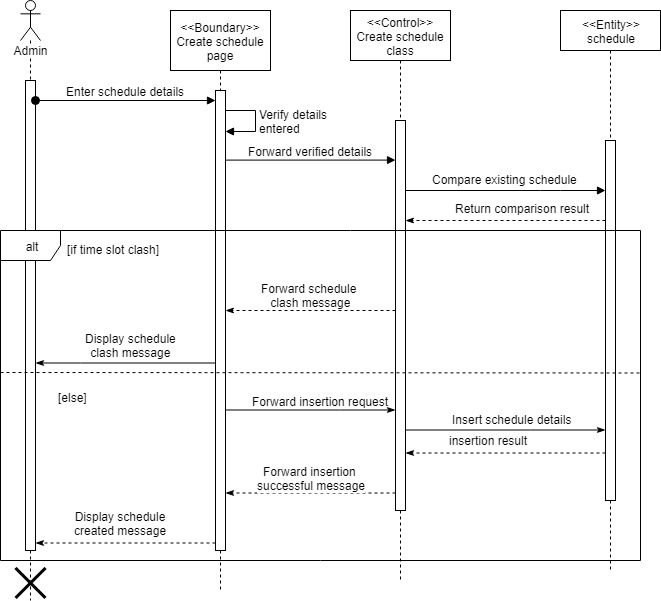 Admin
<<Boundary>>
Create schedule
page
<<Control>>
Create schedule
class
<<Entity>>
schedule
Enter schedule details
Verify details
entered
Forward verified details
Compare existing schedule
Return comparison result
alt
[if time slot clash]
Forward schedule
clash message
Display schedule
clash message
[else]
Forward insertion request
Insert schedule details
insertion result
Forward insertion
successful message
Display schedule
created message